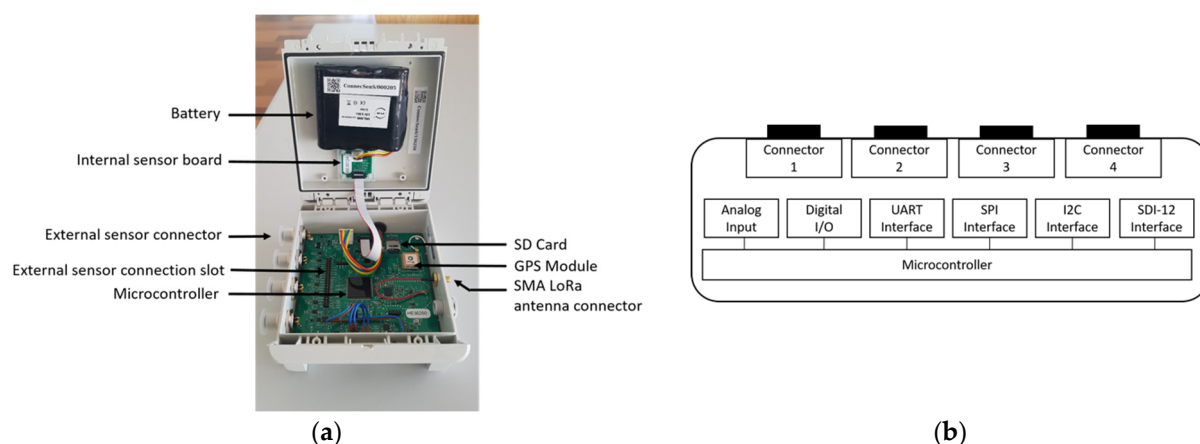 Battery
Internal sensor board
External sensor connector
External sensor connection slot
Microcontroller
SD Card
GPS Module
SMA LoRa
antenna connector
(a)
Connector
1
Connector
2
Connector
3
Connector
4
Analog
Input
Digital
I/O
UART
Interface
SPI
Interface
I2C
Interface
SDI-12
Interface
Microcontroller
(b)